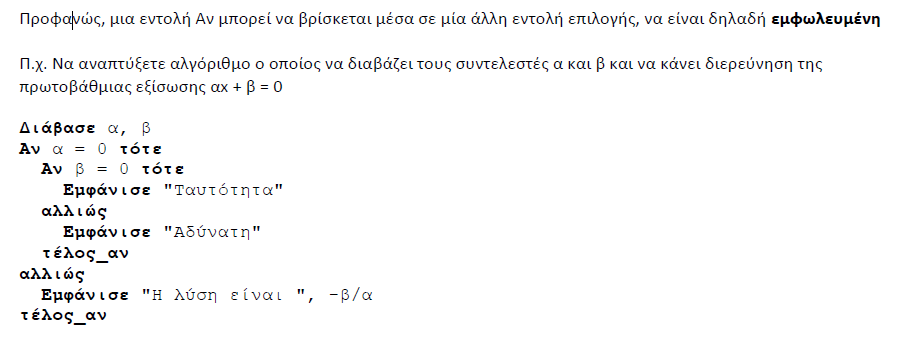 Προφανώς, μια εντολή Αν μπορεί να βρίσκεται μέσα σε μία άλλη εντολή επιλογής, να είναι δηλαδή εμφωλευμένη
Π.χ. Να αναπτύξετε αλγόριθμο ο οποίος να διαβάζει τους συντελεστές α και β και να κάνει διερεύνηση της
πρωτοβάθμιας εξίσωσης αx + β = 0
Διάβασε α, β
Αν α = 0 τότε
Αν β = 0 τότε
Εμφάνισε "Ταυτότητα"
αλλιώς
Εμφάνισε "Αδύνατη"
τέλος_αν
αλλιώς
Εμφάνισε "Η λύση είναι ", -β/α
τέλος_αν